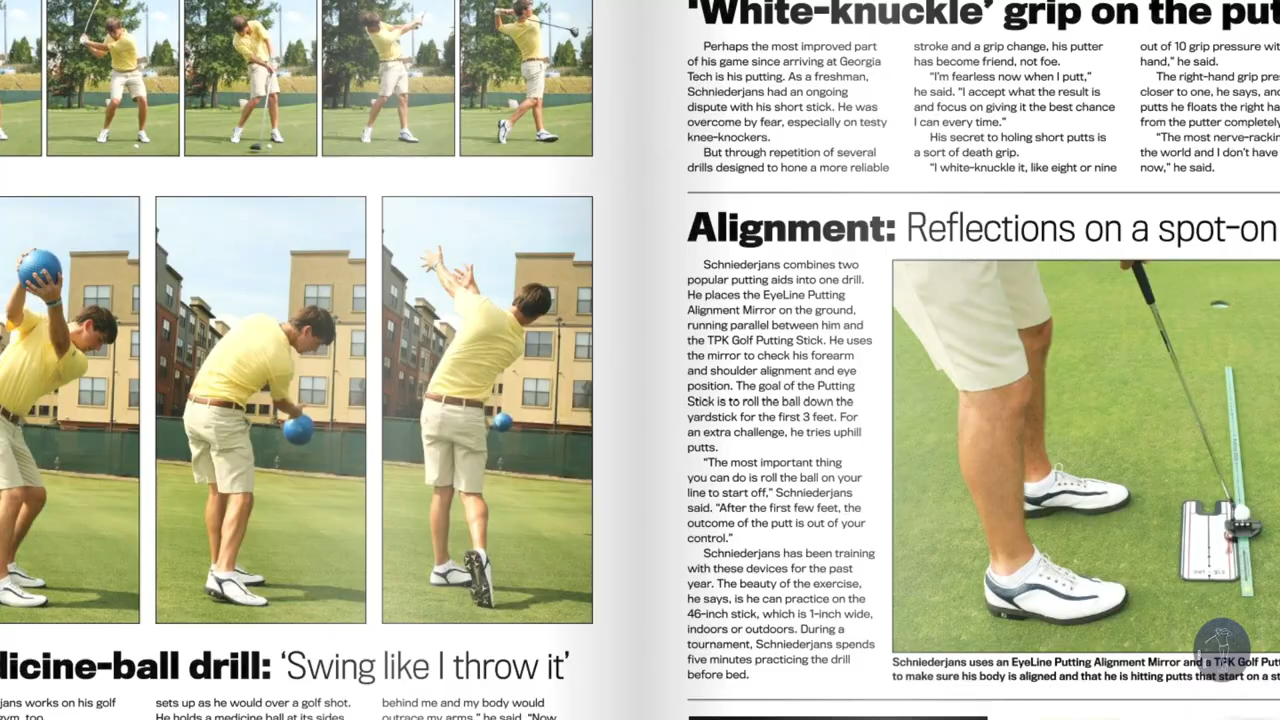 'White-knuckle' grip on the
Perhaps the most improved part
of his game since arriving at Georgia
Tech is his putting. As a freshman,
Schniederjans had an ongoing
dispute with his short stick. He was
overcome by fear, especially on testy
knee-knockers.
But through repetition of several
drills designed to hone a more reliable
stroke and a grip change, his putter
has become friend, not foe.
"I'm fearless now when I putt,"
he said. "I accept what the result is
and focus on giving it the best chance
I can every time."
His secret to holing short putts is
a sort of death grip.
"I white-knuckle it, like eight or nine
out of 10 grip pressure
hand," he said.
The right-hand grip
closer to one, he says,
putts he floats the right
from the putter completely
"The most
the world and I don't have
now," he said.
Alignment: Reflections on a spot-on
Schniederjans combines two
popular putting aids into one drill.
He places the EyeLine Putting
Alignment Mirror on the ground,
running parallel between him and
the TPK Golf Putting Stick. He uses
the mirror to check his forearm
and shoulder alignment and eye
position. The goal of the Putting
Stick is to roll the ball down the
yardstick for the first 3 feet. For
an extra challenge, he tries uphill
putts.
"The most important thing
you can do is roll the ball on your
line to start off," Schniederjans
said. "After the first few feet, the
outcome of the putt is out of your
control."
Schniederjans has been training
with these devices for the past
year. The beauty of the exercise,
he says, is he can practice on the
46-inch stick, which is 1-inch wide,
indoors or outdoors. During a
tournament, Schniederjans spends
five minutes practicing the drill
before bed.
Schniederjans uses an EyeLine Putting Alignment Mirror and a TPK Golf
to make sure his body is aligned and that he is hitting putts that start on a
drill: 'Swing like I throw it'
works on his golf
gym, too.
sets up as he would over a golf shot.
He holds a medicine ball at its sides
behind me and my body would
outrace my arms," he said. "Now